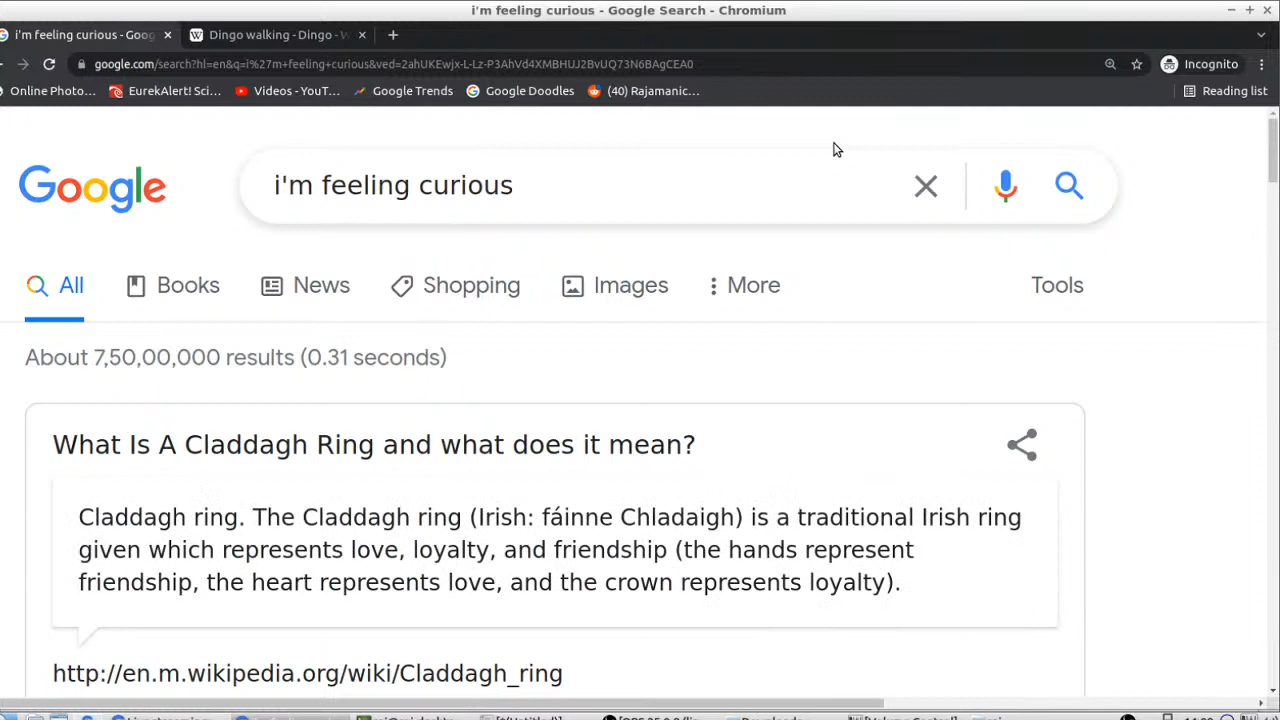 i'm feeling curious - Google Search - Chromium
i'm feeling curious - Goog
Dingo walking - Dingo - W
google.com/search?hl=en&q=i%27m+feeling+curious&ved=2ahUKEwjx-L-Lz-P3AhVd4XMBHUJ2BvUQ73N6BAgCEA0
Incognito
Online Photo… EurekAlert! Sci… Videos - YouT… Google Trends Google Doodles (40) Rajamanic… Reading list
Google i'm feeling curious
All Books News Shopping Images More Tools
About 7,50,00,000 results (0.31 seconds)
What Is A Claddagh Ring and what does it mean?
Claddagh ring. The Claddagh ring (Irish: fáinne Chladaigh) is a traditional Irish ring
given which represents love, loyalty, and friendship (the hands represent
friendship, the heart represents love, and the crown represents loyalty).
http://en.m.wikipedia.org/wiki/Claddagh_ring